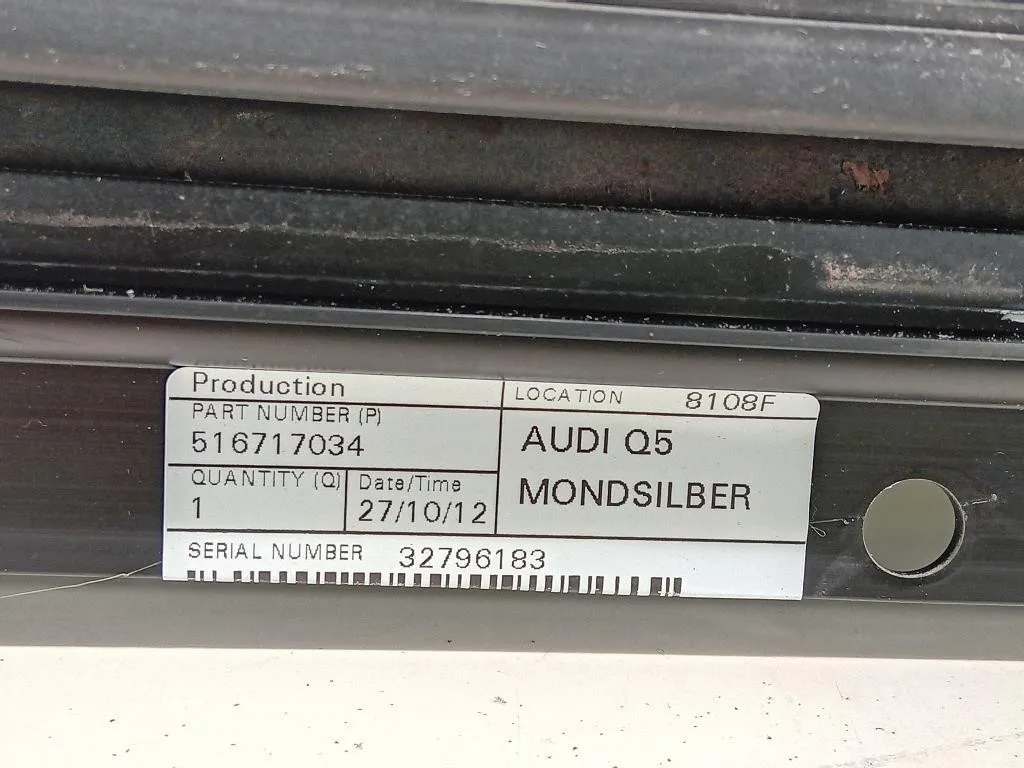 Production
LOCATION 8108F
PART NUMBER (P)
516717034
AUDI Q5
QUANTITY (Q)
1
Date/Time
27/10/12
MONDSILBER
SERIAL NUMBER 32796183